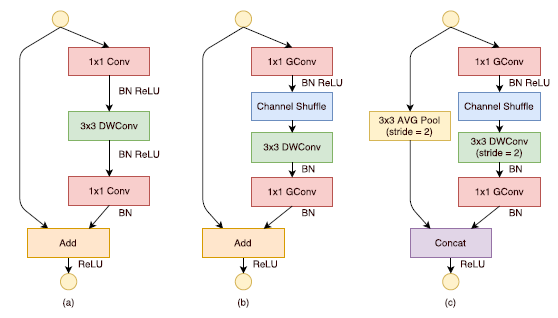 1x1 Conv
BN ReLU
3x3 DWConv
BN ReLU
1x1 Conv
BN
Add
ReLU
(a)
1x1 GConv
BN ReLU
Channel Shuffle
3x3 DWConv
BN
1x1 GConv
BN
Add
ReLU
(b)
1x1 GConv
BN ReLU
Channel Shuffle
3x3 AVG Pool
(stride = 2)
3x3 DWConv
(stride = 2)
BN
1x1 GConv
BN
Concat
ReLU
(c)